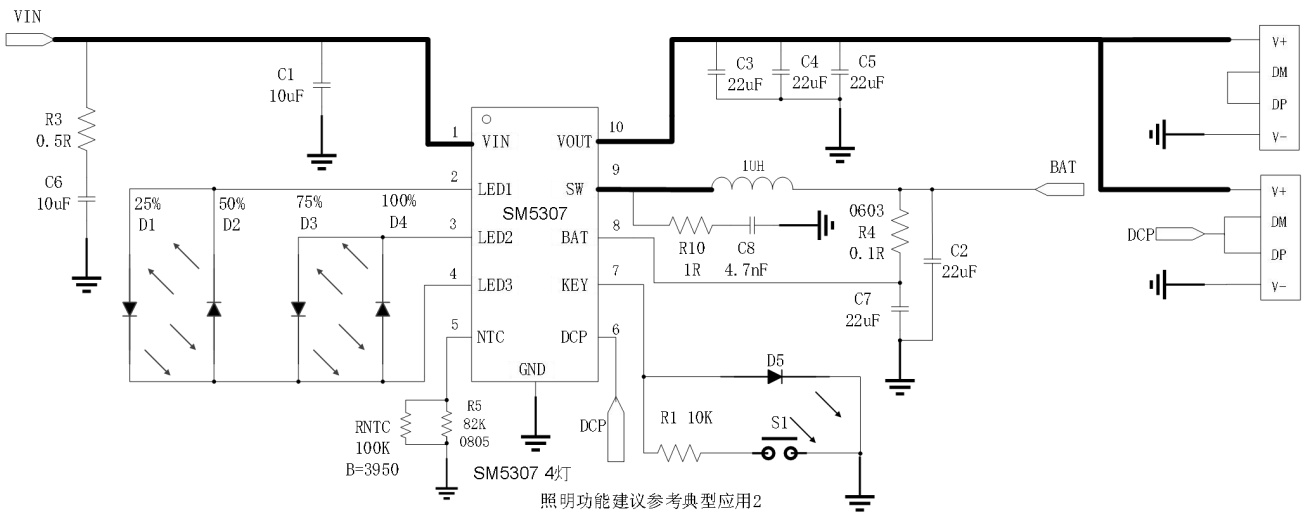 VIN
R3
0.5R
C6
10uF
C1
10uF
1
VIN
2
LED1
3
LED2
4
LED3
5
NTC
SM5307
GND
VOUT
10
SW
9
BAT
8
KEY
7
DCP
6
25%
D1
50%
D2
75%
D3
100%
D4
C3
22uF
C4
22uF
C5
22uF
1UH
BAT
R10
1R
C8
4.7nF
0603
R4
0.1R
C2
22uF
C7
22uF
V+
DM
DP
V-
DCP
V+
DM
DP
V-
D5
R1 10K
S1
DCP
RNTC
100K
B=3950
R5
82K
0805
SM5307 4灯
照明功能建议参考典型应用2